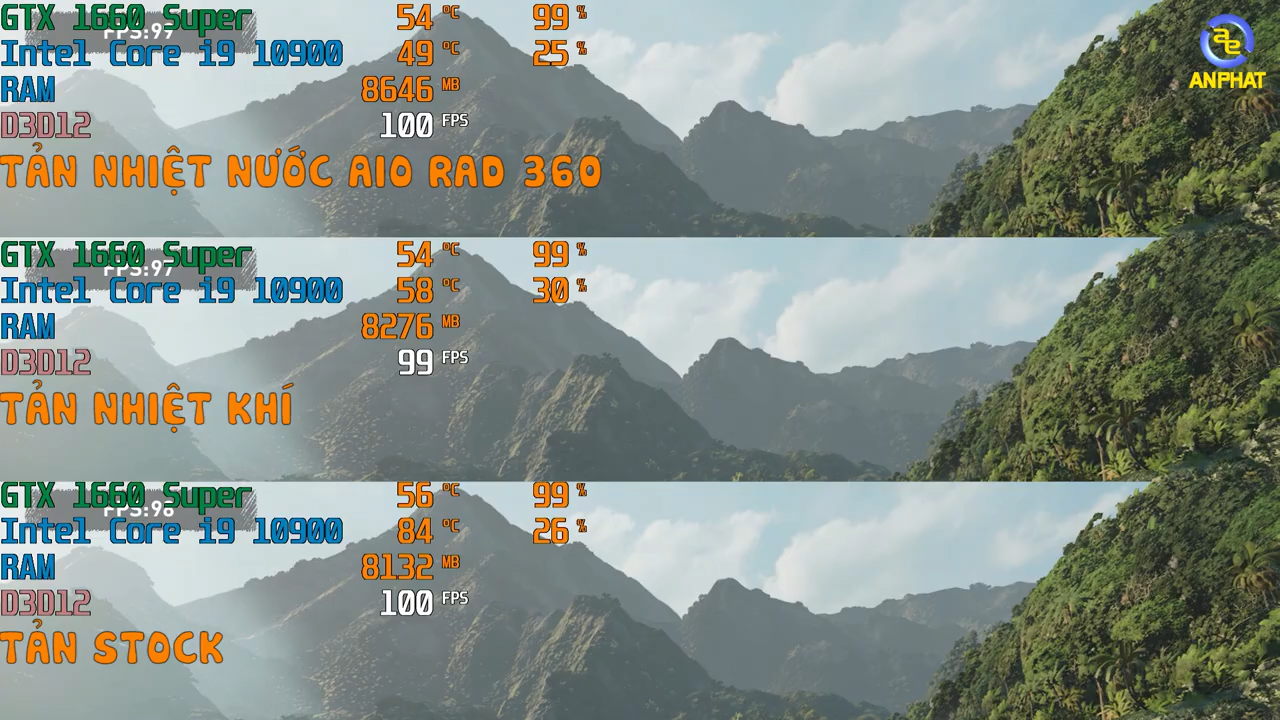 GTX 1660 Super 54 °C 99 %
FPS:97
Intel Core i9 10900 49 °C 25 %
RAM 8646 MB
D3D12 100 FPS
TẢN NHIỆT NƯỚC AIO RAD 360
ae
ANPHAT
GTX 1660 Super 54 °C 99 %
FPS:97
Intel Core i9 10900 58 °C 30 %
RAM 8276 MB
D3D12 99 FPS
TẢN NHIỆT KHÍ
GTX 1660 Super 56 °C 99 %
Intel Core i9 10900 84 °C 26 %
RAM 8132 MB
D3D12 100 FPS
TẢN STOCK